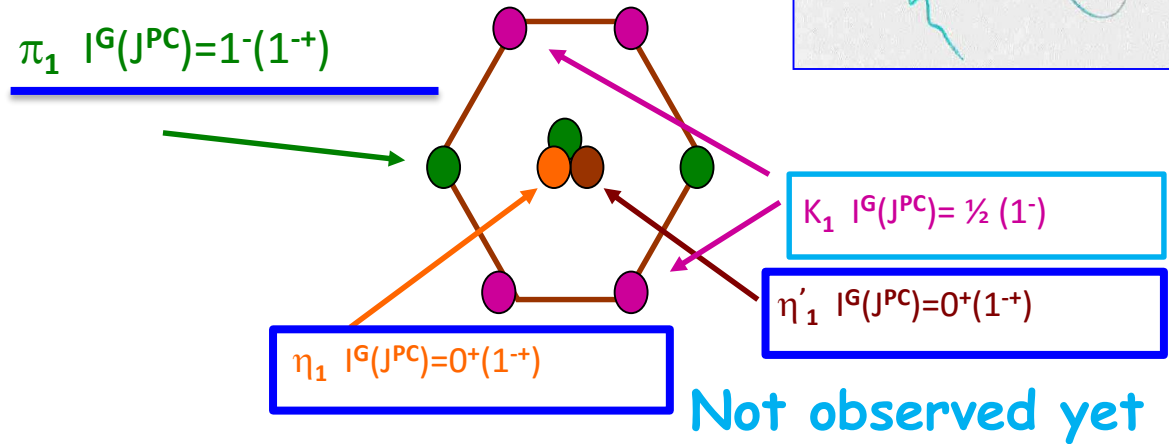 π₁ Iᴳ(Jᴾᶜ)=1⁻(1⁻⁺)
K₁ Iᴳ(Jᴾᶜ)= ½ (1⁻)
η′₁ Iᴳ(Jᴾᶜ)=0⁺(1⁻⁺)
η₁ Iᴳ(Jᴾᶜ)=0⁺(1⁻⁺)
Not observed yet